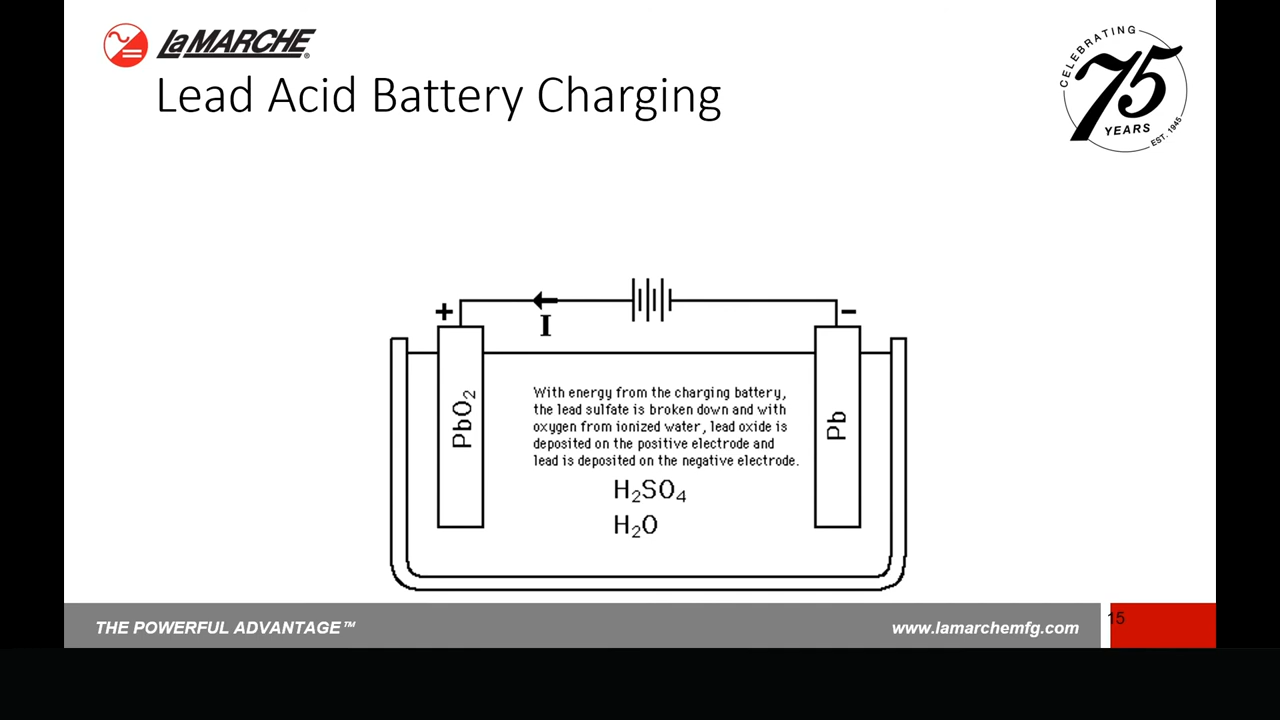 LaMARCHE®
CELEBRATING
75
YEARS
EST. 1945
Lead Acid Battery Charging
+
I
-
PbO₂
Pb
With energy from the charging battery,
the lead sulfate is broken down and with
oxygen from ionized water, lead oxide is
deposited on the positive electrode and
lead is deposited on the negative electrode.
H₂SO₄
H₂O
THE POWERFUL ADVANTAGE™
www.lamarchemfg.com
15